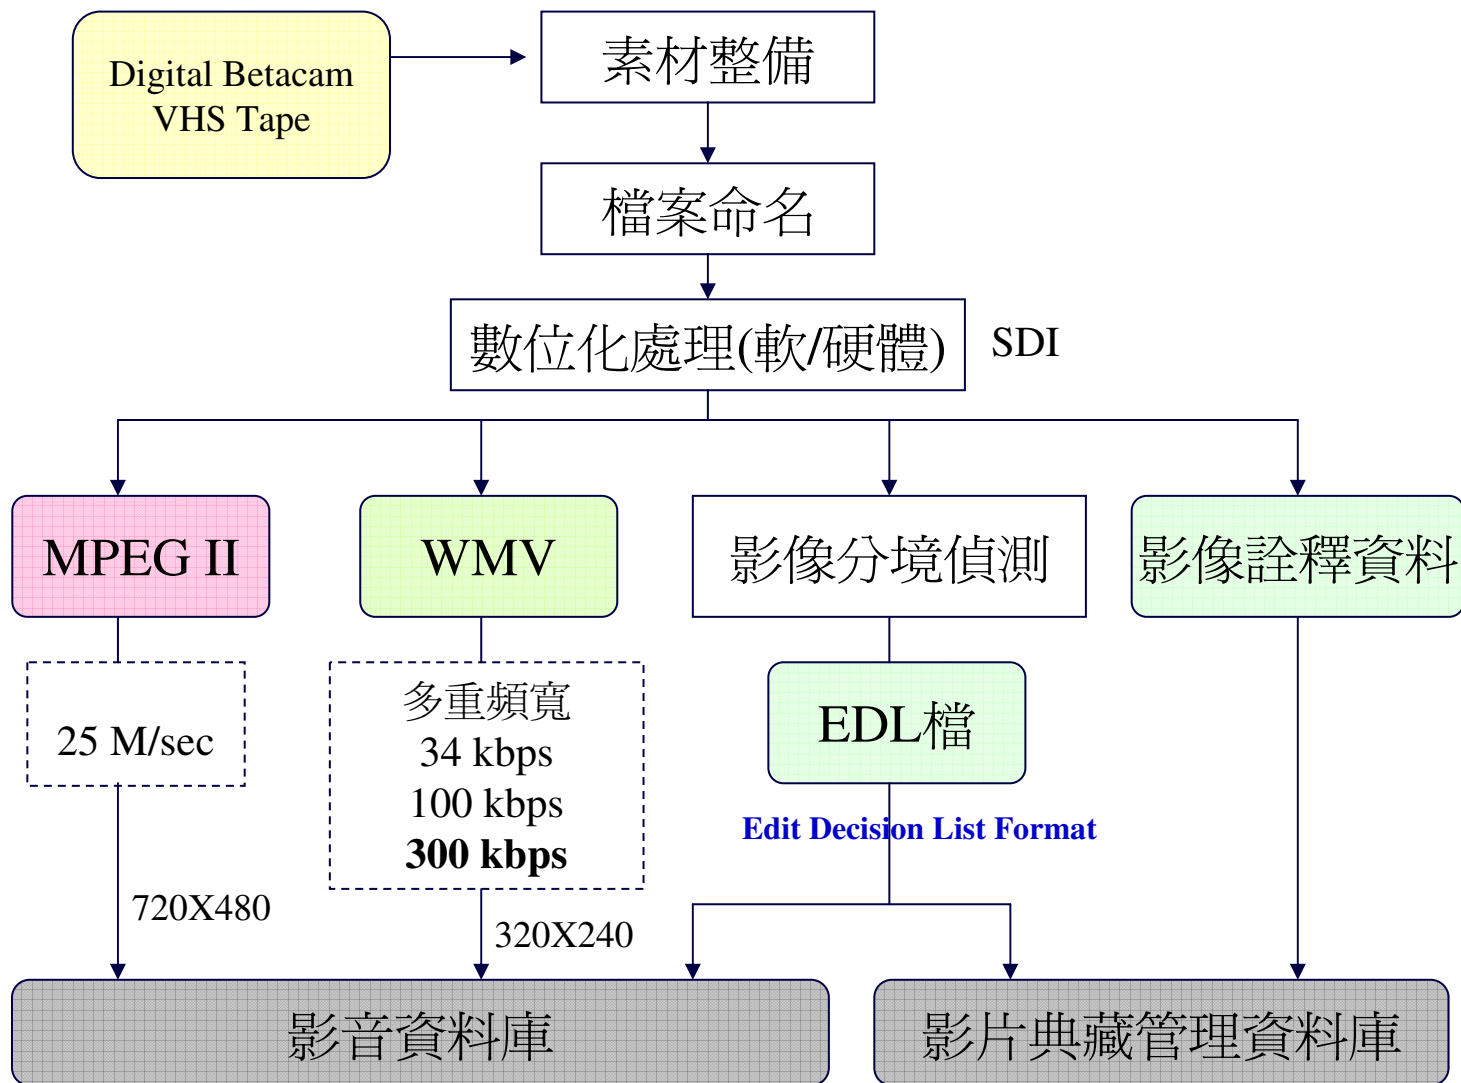 Digital Betacam
VHS Tape
素材整備
檔案命名
數位化處理(軟/硬體)
SDI
MPEG II
WMV
影像分境偵測
影像詮釋資料
25 M/sec
多重頻寬
34 kbps
100 kbps
300 kbps
EDL檔
Edit Decision List Format
720X480
320X240
影音資料庫
影片典藏管理資料庫